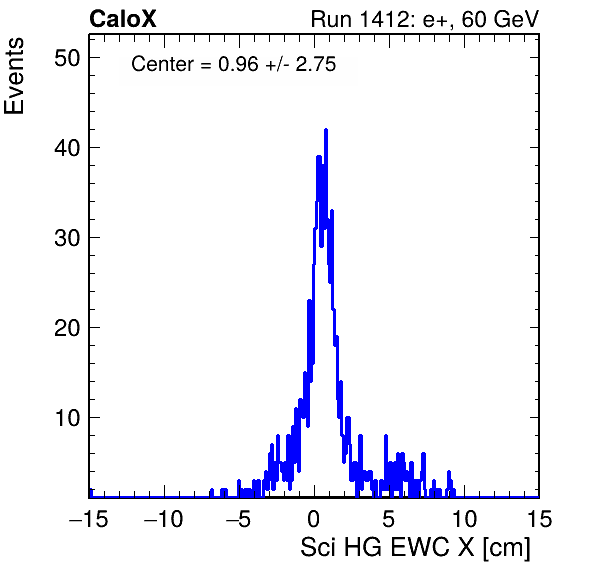 CaloX
Run 1412: e+, 60 GeV
Events
Center = 0.96 +/- 2.75
50
40
30
20
10
−15
−10
−5
0
5
10
15
Sci HG EWC X [cm]